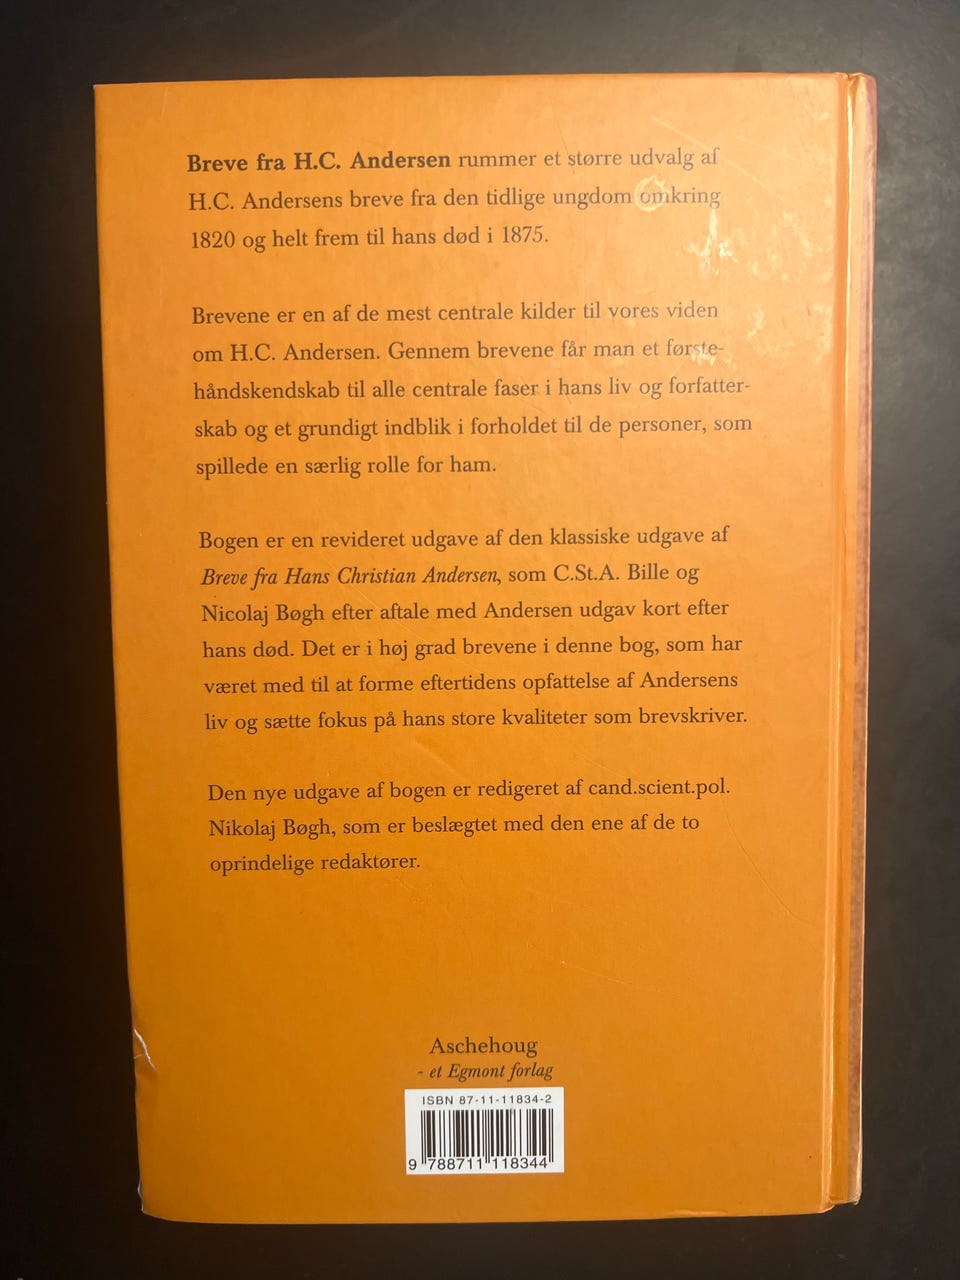 Breve fra H.C. Andersen rummer et større udvalg af
H.C. Andersens breve fra den tidlige ungdom omkring
1820 og helt frem til hans død i 1875.
Brevene er en af de mest centrale kilder til vores viden
om H.C. Andersen. Gennem brevene får man et første-
håndskendskab til alle centrale faser i hans liv og forfatter-
skab og et grundigt indblik i forholdet til de personer, som
spillede en særlig rolle for ham.
Bogen er en revideret udgave af den klassiske udgave af
Breve fra Hans Christian Andersen, som C.St.A. Bille og
Nicolaj Bøgh efter aftale med Andersen udgav kort efter
hans død. Det er i høj grad brevene i denne bog, som har
været med til at forme eftertidens opfattelse af Andersens
liv og sætte fokus på hans store kvaliteter som brevskriver.
Den nye udgave af bogen er redigeret af cand.scient.pol.
Nikolaj Bøgh, som er beslægtet med den ene af de to
oprindelige redaktører.
Aschehoug
- et Egmont forlag
ISBN 87-11-11834-2
9 788711 118344